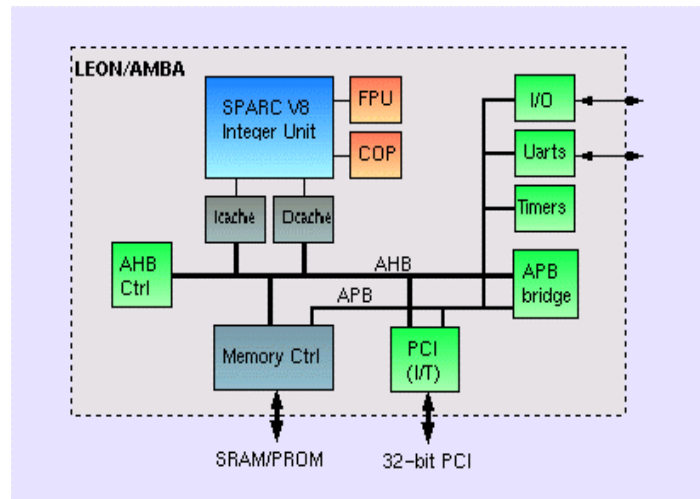 LEON/AMBA
SPARC V8
Integer Unit
FPU
COP
I/O
Uarts
Timers
Icache
Dcache
AHB
Ctrl
AHB
APB
APB
bridge
Memory Ctrl
PCI
(I/T)
SRAM/PROM
32-bit PCI